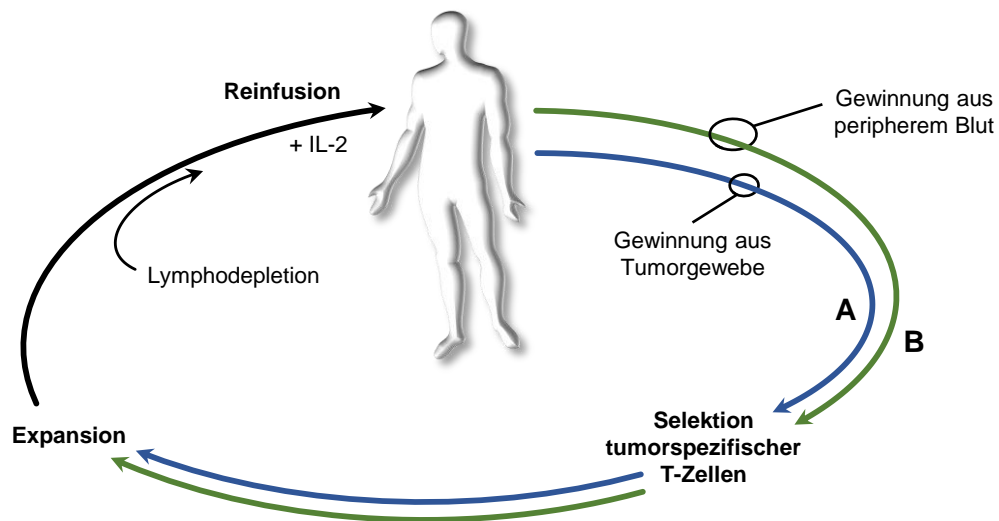 Reinfusion
+ IL-2
Lymphodepletion
Gewinnung aus
peripherem Blut
Gewinnung aus
Tumorgewebe
A
B
Selektion
tumorspezifischer
T-Zellen
Expansion